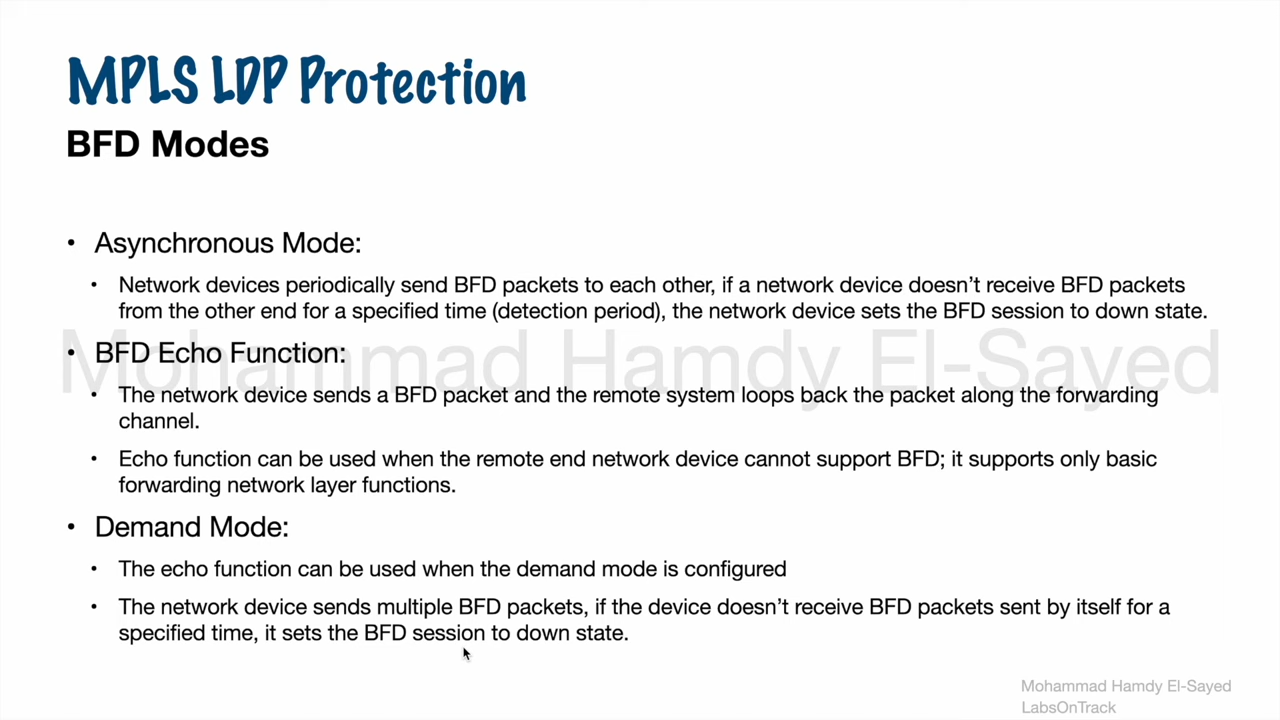 MPLS LDP Protection
BFD Modes
• Asynchronous Mode:
• Network devices periodically send BFD packets to each other, if a network device doesn't receive BFD packets
from the other end for a specified time (detection period), the network device sets the BFD session to down state.
Mohammad Hamdy El-Sayed
• BFD Echo Function:
• The network device sends a BFD packet and the remote system loops back the packet along the forwarding
channel.
• Echo function can be used when the remote end network device cannot support BFD; it supports only basic
forwarding network layer functions.
• Demand Mode:
• The echo function can be used when the demand mode is configured
• The network device sends multiple BFD packets, if the device doesn't receive BFD packets sent by itself for a
specified time, it sets the BFD session to down state.
Mohammad Hamdy El-Sayed
LabsOnTrack